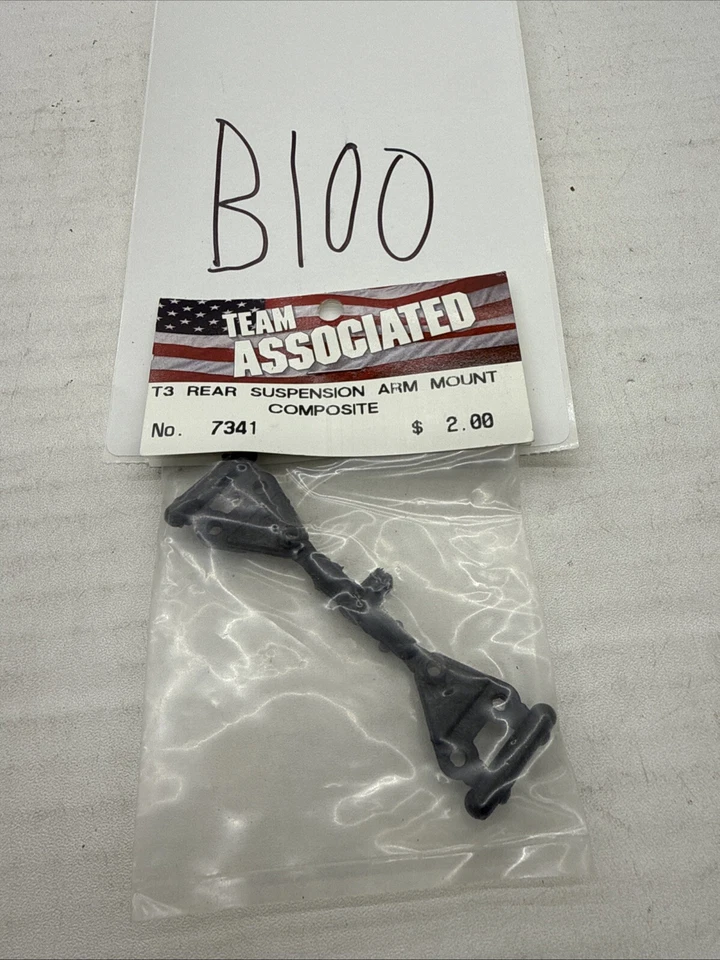 B100
TEAM
ASSOCIATED
T3 REAR SUSPENSION ARM MOUNT
COMPOSITE
No. 7341 $ 2.00